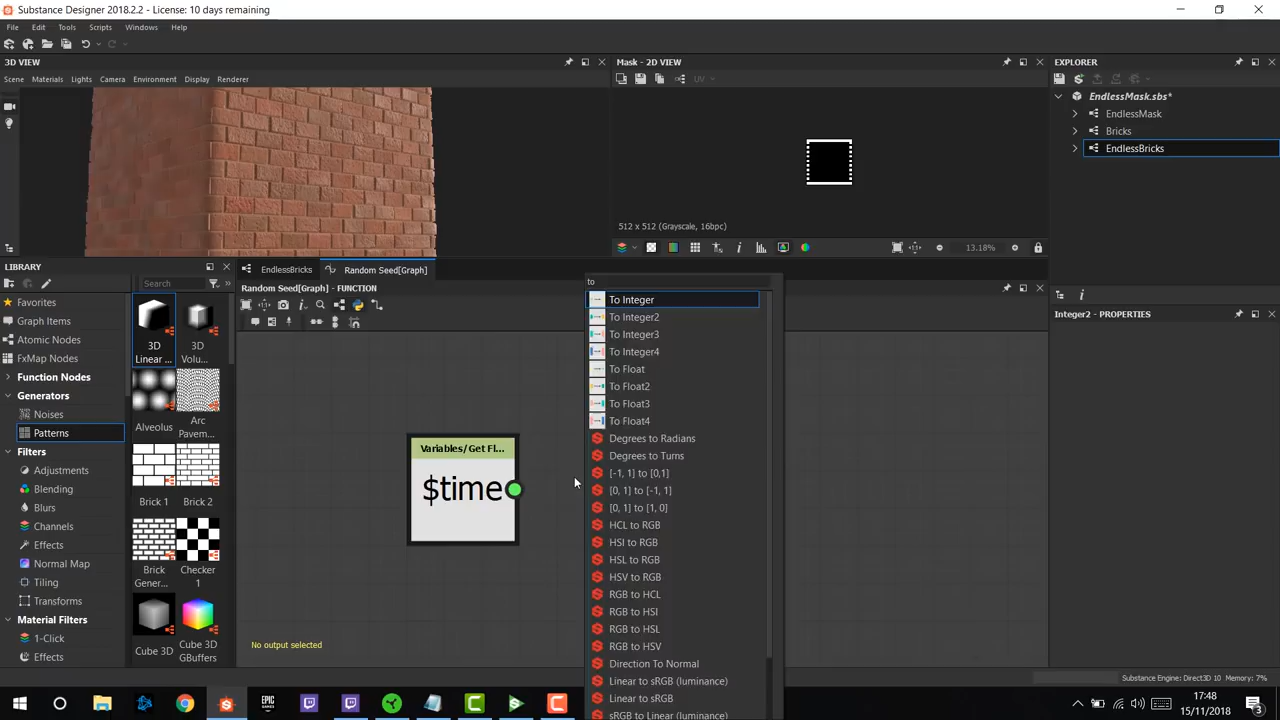 Substance Designer 2018.2.2 - License: 10 days remaining
File Edit Tools Scripts Windows Help
3D VIEW
Scene Materials Lights Camera Environment Display Renderer
Mask - 2D VIEW
UV
512 x 512 (Grayscale, 16bpc)
13.18%
EXPLORER
EndlessMask.sbs*
EndlessMask
Bricks
EndlessBricks
LIBRARY
Search
Favorites
Graph Items
Atomic Nodes
FxMap Nodes
Function Nodes
Generators
Noises
Patterns
Filters
Adjustments
Blending
Blurs
Channels
Effects
Normal Map
Tiling
Transforms
Material Filters
1-Click
Effects
3D Linear ...
3D Volu...
Alveolus
Arc Pavem...
Brick 1
Brick 2
Brick Gener...
Checker 1
Cube 3D
Cube 3D GBuffers
EndlessBricks
Random Seed[Graph]
Random Seed[Graph] - FUNCTION
Variables/Get Fl...
$time
No output selected
to
To Integer
To Integer2
To Integer3
To Integer4
To Float
To Float2
To Float3
To Float4
Degrees to Radians
Degrees to Turns
[-1, 1] to [0,1]
[0, 1] to [-1, 1]
[0, 1] to [1, 0]
HCL to RGB
HSI to RGB
HSL to RGB
HSV to RGB
RGB to HCL
RGB to HSI
RGB to HSL
RGB to HSV
Direction To Normal
Linear to sRGB (luminance)
Linear to sRGB
sRGB to Linear (luminance)
Integer2 - PROPERTIES
Substance Engine: Direct3D 10 Memory: 7%
EPIC GAMES
17:48
15/11/2018
3